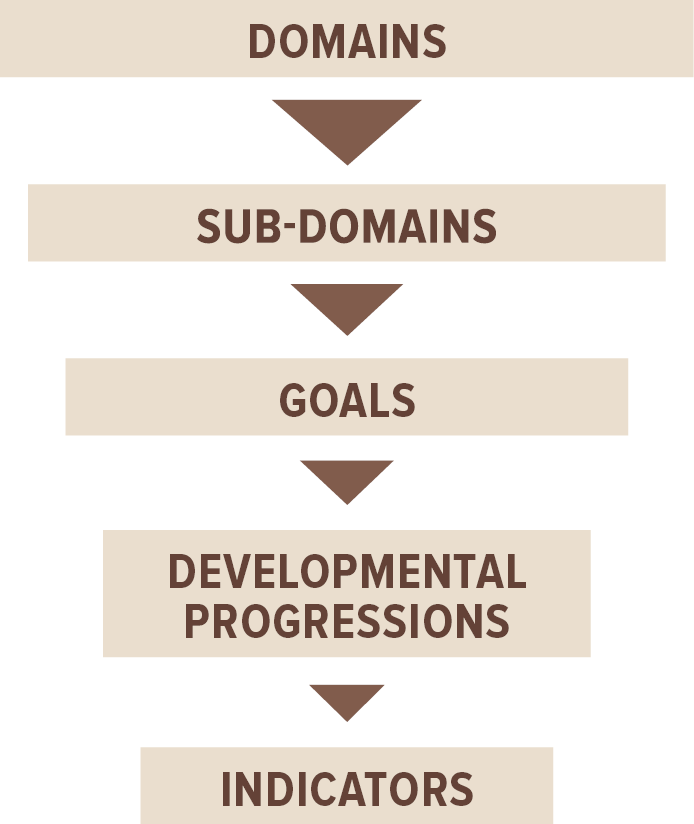 DOMAINS
SUB-DOMAINS
GOALS
DEVELOPMENTAL
PROGRESSIONS
INDICATORS